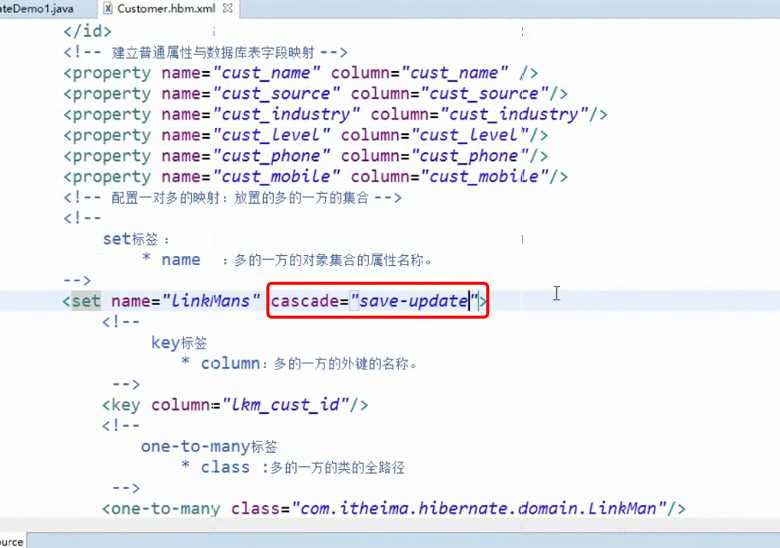 ateDemo1.java
Customer.hbm.xml
</id>
<!-- 建立普通属性与数据库表字段映射 -->
<property name="cust_name" column="cust_name" />
<property name="cust_source" column="cust_source"/>
<property name="cust_industry" column="cust_industry"/>
<property name="cust_level" column="cust_level"/>
<property name="cust_phone" column="cust_phone"/>
<property name="cust_mobile" column="cust_mobile"/>
<!-- 配置一对多的映射：放置的多的一方的集合 -->
<!--
set标签 :
* name ：多的一方的对象集合的属性名称。
-->
<set name="linkMans" cascade="save-update">
<!--
key标签
* column：多的一方的外键的名称。
-->
<key column="lkm_cust_id"/>
<!--
one-to-many标签
* class :多的一方的类的全路径
-->
<one-to-many class="com.itheima.hibernate.domain.LinkMan"/>
ource